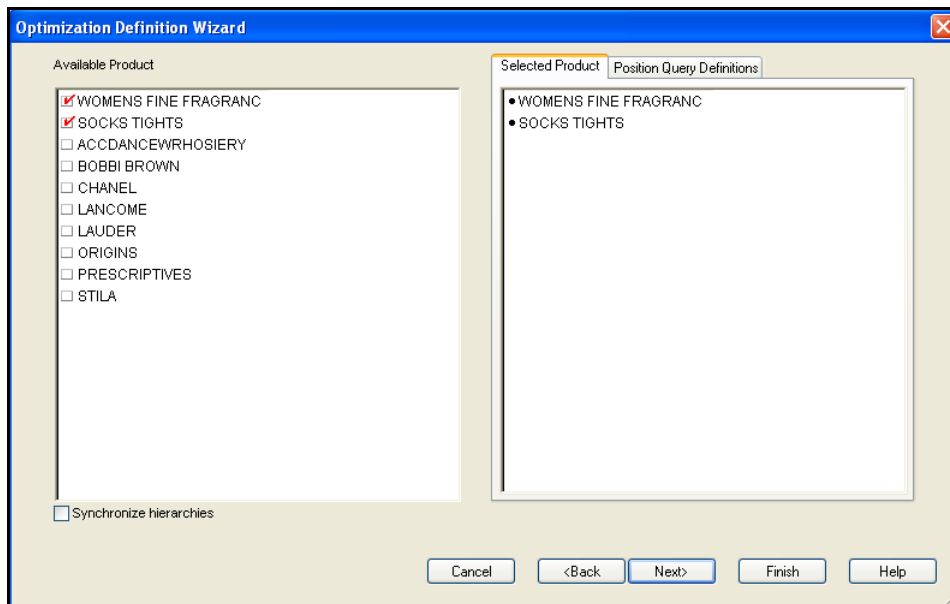 Optimization Definition Wizard
Available Product
WOMENS FINE FRAGRANC
SOCKS TIGHTS
ACCDANCEWRHOSIERY
BOBBI BROWN
CHANEL
LANCOME
LAUDER
ORIGINS
PRESCRIPTIVES
STILA
Synchronize hierarchies
Selected Product Position Query Definitions
WOMENS FINE FRAGRANC
SOCKS TIGHTS
Cancel <Back Next> Finish Help